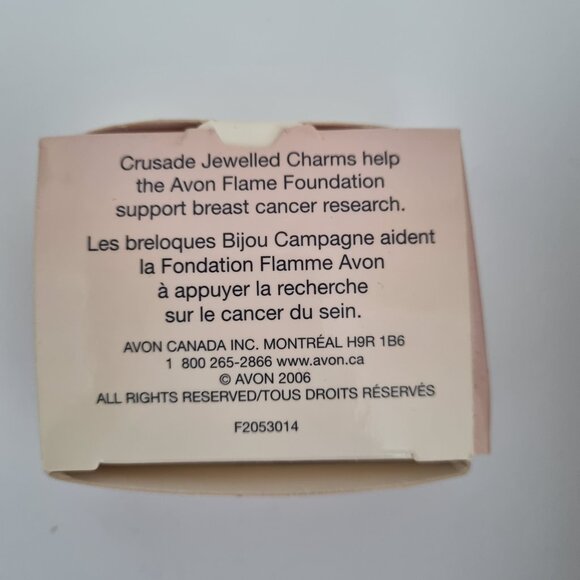 Crusade Jewelled Charms help
the Avon Flame Foundation
support breast cancer research.
Les breloques Bijou Campagne aident
la Fondation Flamme Avon
à appuyer la recherche
sur le cancer du sein.
AVON CANADA INC. MONTRÉAL H9R 1B6
1 800 265-2866 www.avon.ca
© AVON 2006
ALL RIGHTS RESERVED/TOUS DROITS RÉSERVÉS
F2053014